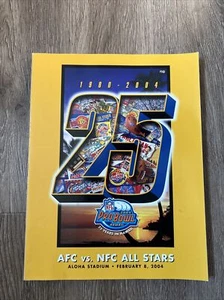 1980 - 2004
25
PRO BOWL
AFC vs. NFC ALL STARS
ALOHA STADIUM • FEBRUARY 8, 2004